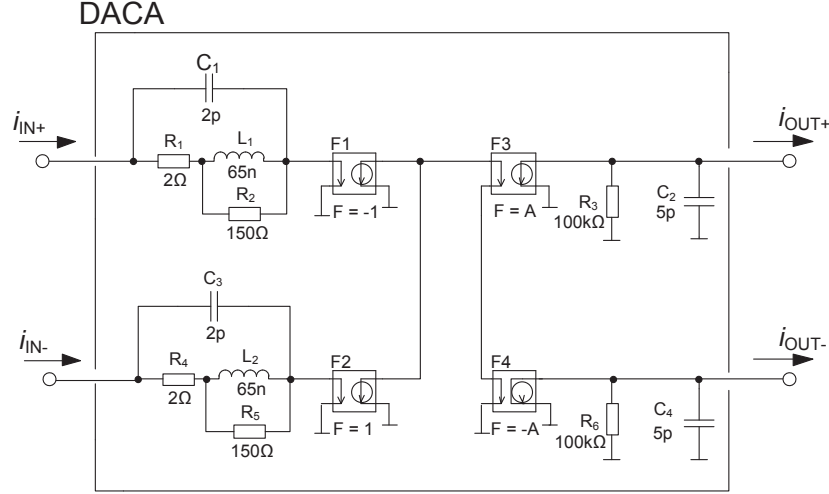 DACA
C1
2p
iIN+
R1
2Ω
L1
65n
R2
150Ω
F1
F = -1
F3
F = A
R3
100kΩ
C2
5p
iOUT+
C3
2p
iIN-
R4
2Ω
L2
65n
R5
150Ω
F2
F = 1
F4
F = -A
R6
100kΩ
C4
5p
iOUT-